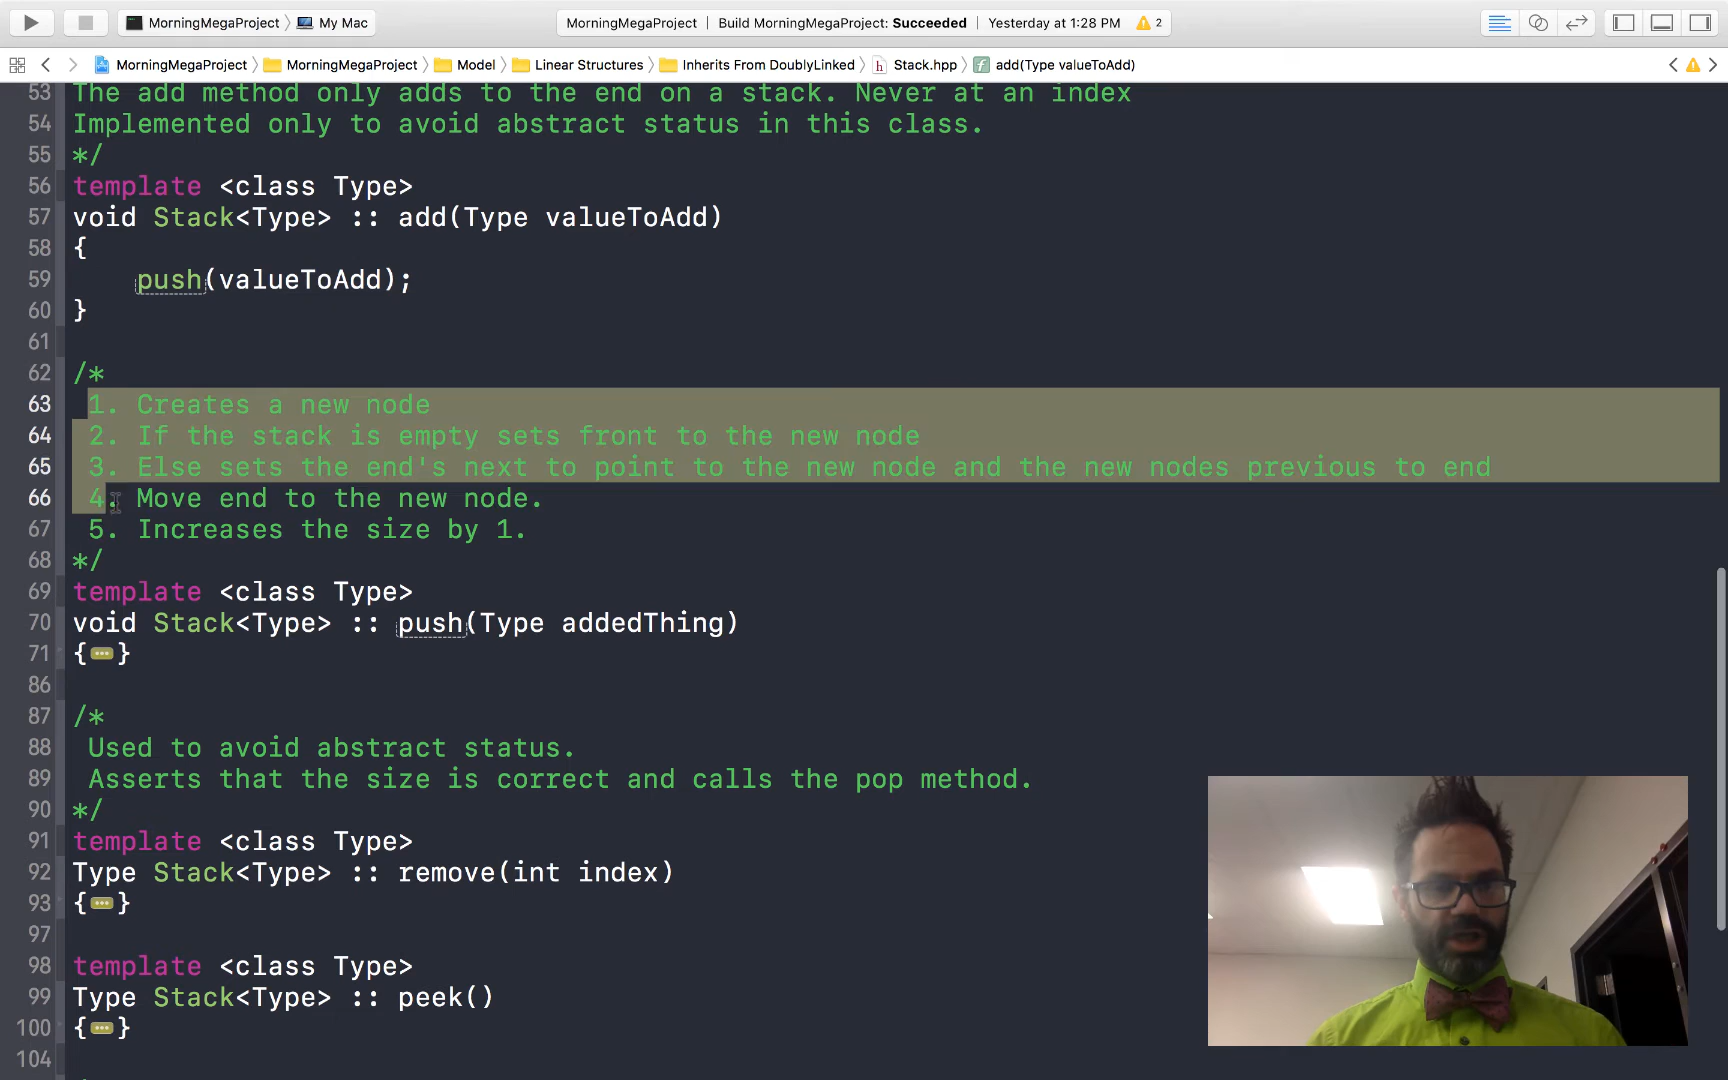 MorningMegaProject > My Mac
MorningMegaProject | Build MorningMegaProject: Succeeded | Yesterday at 1:28 PM 2
MorningMegaProject > MorningMegaProject > Model > Linear Structures > Inherits From DoublyLinked > h Stack.hpp > f add(Type valueToAdd)
53 The add method only adds to the end on a stack. Never at an index
54 Implemented only to avoid abstract status in this class.
55 */
56 template <class Type>
57 void Stack<Type> :: add(Type valueToAdd)
58 {
59 push(valueToAdd);
60 }
61
62 /*
63 1. Creates a new node
64 2. If the stack is empty sets front to the new node
65 3. Else sets the end's next to point to the new node and the new nodes previous to end
66 4. Move end to the new node.
67 5. Increases the size by 1.
68 */
69 template <class Type>
70 void Stack<Type> :: push(Type addedThing)
71 {...}
86
87 /*
88 Used to avoid abstract status.
89 Asserts that the size is correct and calls the pop method.
90 */
91 template <class Type>
92 Type Stack<Type> :: remove(int index)
93 {...}
97
98 template <class Type>
99 Type Stack<Type> :: peek()
100 {...}
104